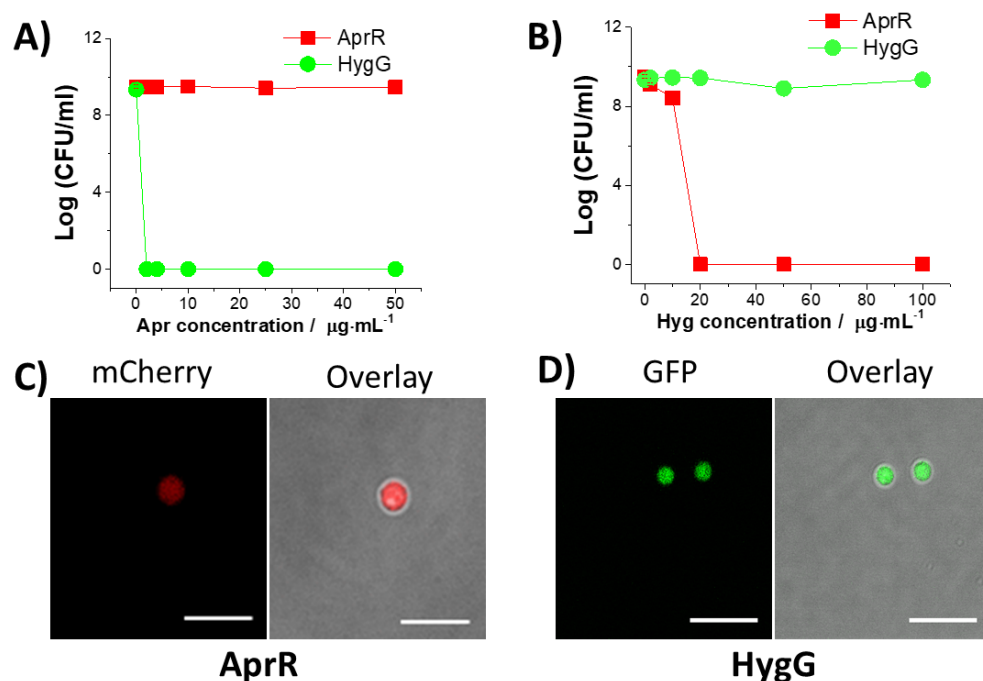 A)
AprR
HygG
12
8
4
0
Log (CFU/ml)
0 10 20 30 40 50
Apr concentration / μg·mL⁻¹
B)
AprR
HygG
12
8
4
0
Log (CFU/ml)
0 20 40 60 80 100
Hyg concentration / μg·mL⁻¹
C)
mCherry Overlay
AprR
D)
GFP Overlay
HygG